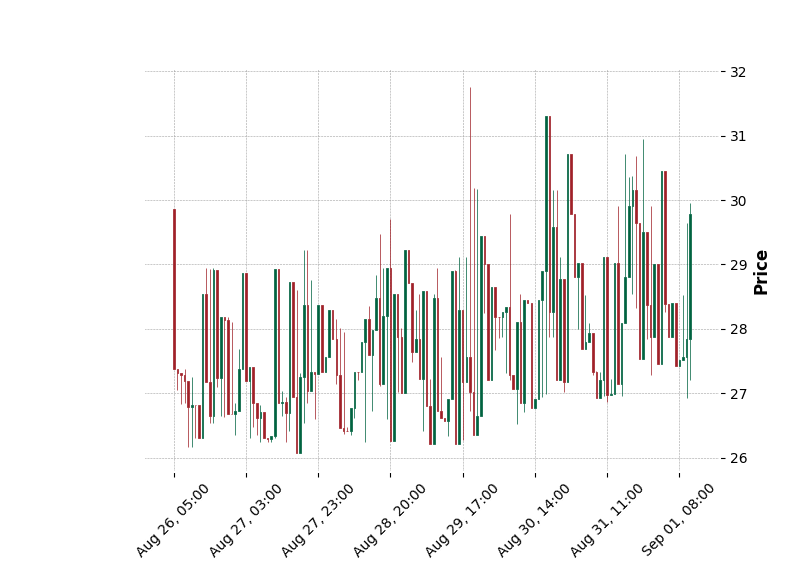 32
31
30
29
28
27
26
Price
Aug 26, 05:00
Aug 27, 03:00
Aug 27, 23:00
Aug 28, 20:00
Aug 29, 17:00
Aug 30, 14:00
Aug 31, 11:00
Sep 01, 08:00